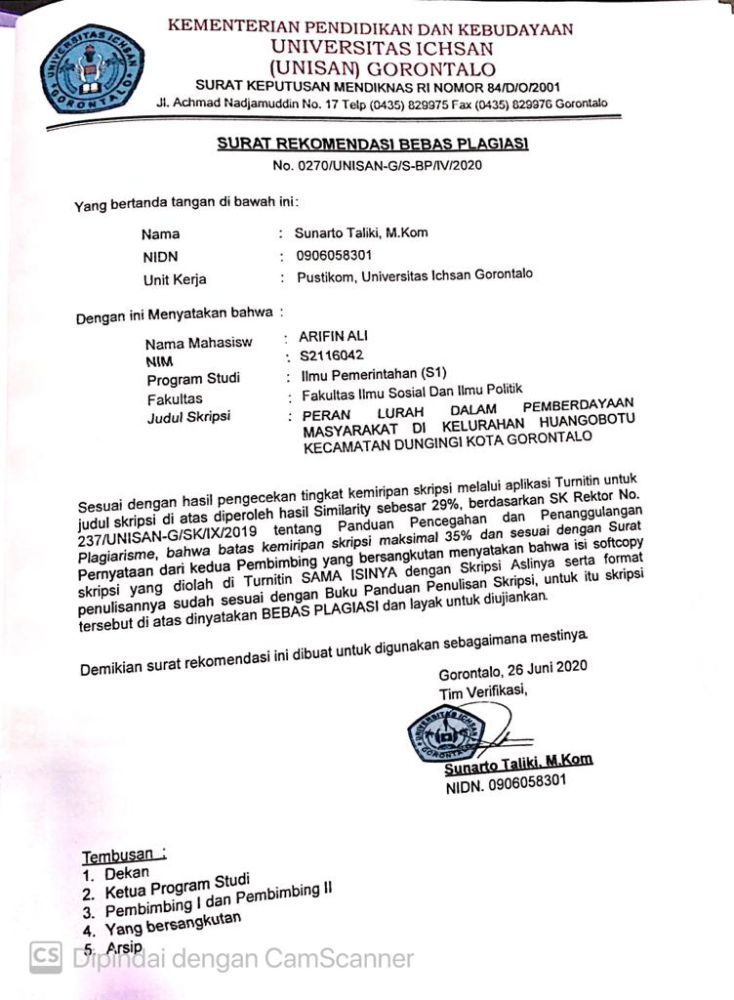 UNIVERSITAS ICHSAN
GORONTALO
KEMENTERIAN PENDIDIKAN DAN KEBUDAYAAN
UNIVERSITAS ICHSAN
(UNISAN) GORONTALO
SURAT KEPUTUSAN MENDIKNAS RI NOMOR 84/D/O/2001
Jl. Achmad Nadjamuddin No. 17 Telp (0435) 829975 Fax (0435) 829976 Gorontalo
SURAT REKOMENDASI BEBAS PLAGIASI
No. 0270/UNISAN-G/S-BP/IV/2020
Yang bertanda tangan di bawah ini:
Nama : Sunarto Taliki, M.Kom
NIDN : 0906058301
Unit Kerja : Pustikom, Universitas Ichsan Gorontalo
Dengan ini Menyatakan bahwa :
Nama Mahasisw : ARIFIN ALI
NIM : S2116042
Program Studi : Ilmu Pemerintahan (S1)
Fakultas : Fakultas Ilmu Sosial Dan Ilmu Politik
Judul Skripsi : PERAN LURAH DALAM PEMBERDAYAAN
MASYARAKAT DI KELURAHAN HUANGOBOTU
KECAMATAN DUNGINGI KOTA GORONTALO
Sesuai dengan hasil pengecekan tingkat kemiripan skripsi melalui aplikasi Turnitin untuk
judul skripsi di atas diperoleh hasil Similarity sebesar 29%, berdasarkan SK Rektor No.
237/UNISAN-G/SK/IX/2019 tentang Panduan Pencegahan dan Penanggulangan
Plagiarisme, bahwa batas kemiripan skripsi maksimal 35% dan sesuai dengan Surat
Pernyataan dari kedua Pembimbing yang bersangkutan menyatakan bahwa isi softcopy
skripsi yang diolah di Turnitin SAMA ISINYA dengan Skripsi Aslinya serta format
penulisannya sudah sesuai dengan Buku Panduan Penulisan Skripsi, untuk itu skripsi
tersebut di atas dinyatakan BEBAS PLAGIASI dan layak untuk diujiankan.
Demikian surat rekomendasi ini dibuat untuk digunakan sebagaimana mestinya
Gorontalo, 26 Juni 2020
Tim Verifikasi,
UNIVERSITAS ICHSAN
GORONTALO
Sunarto Taliki, M.Kom
NIDN. 0906058301
Tembusan :
1. Dekan
2. Ketua Program Studi
3. Pembimbing I dan Pembimbing II
4. Yang bersangkutan
5. Arsip
CS Dipindai dengan CamScanner